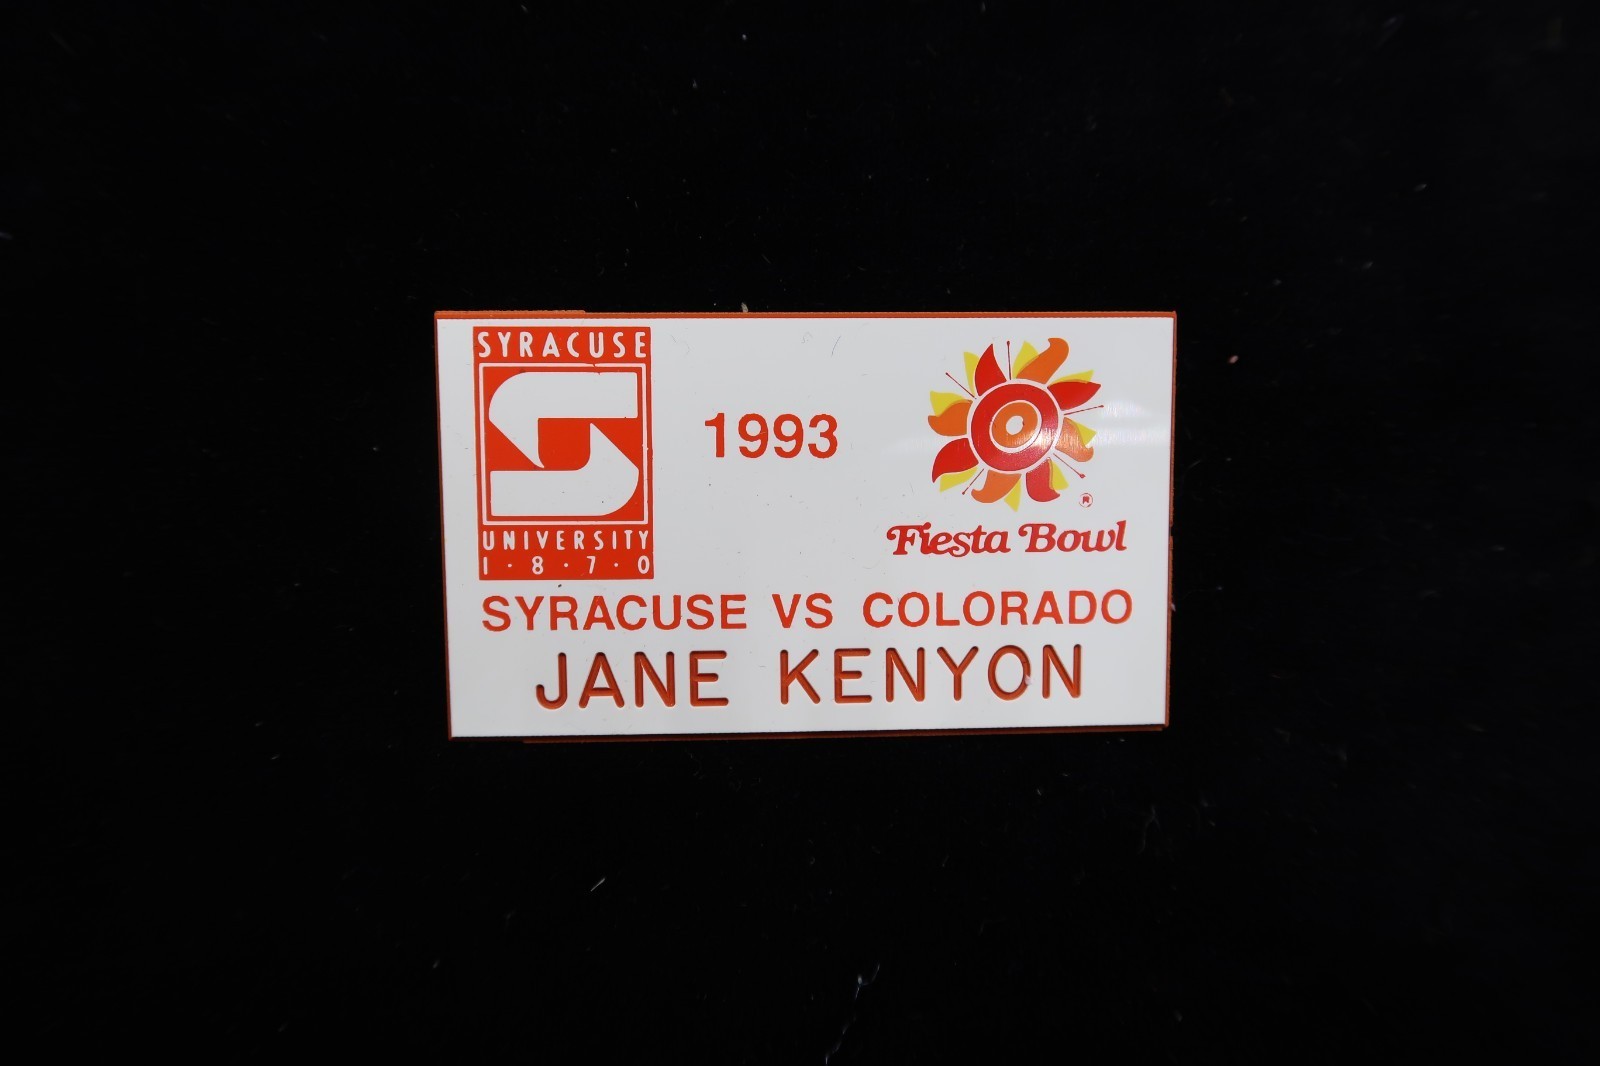 SYRACUSE
UNIVERSITY
1·8·7·0
1993
®
Fiesta Bowl
SYRACUSE VS COLORADO
JANE KENYON